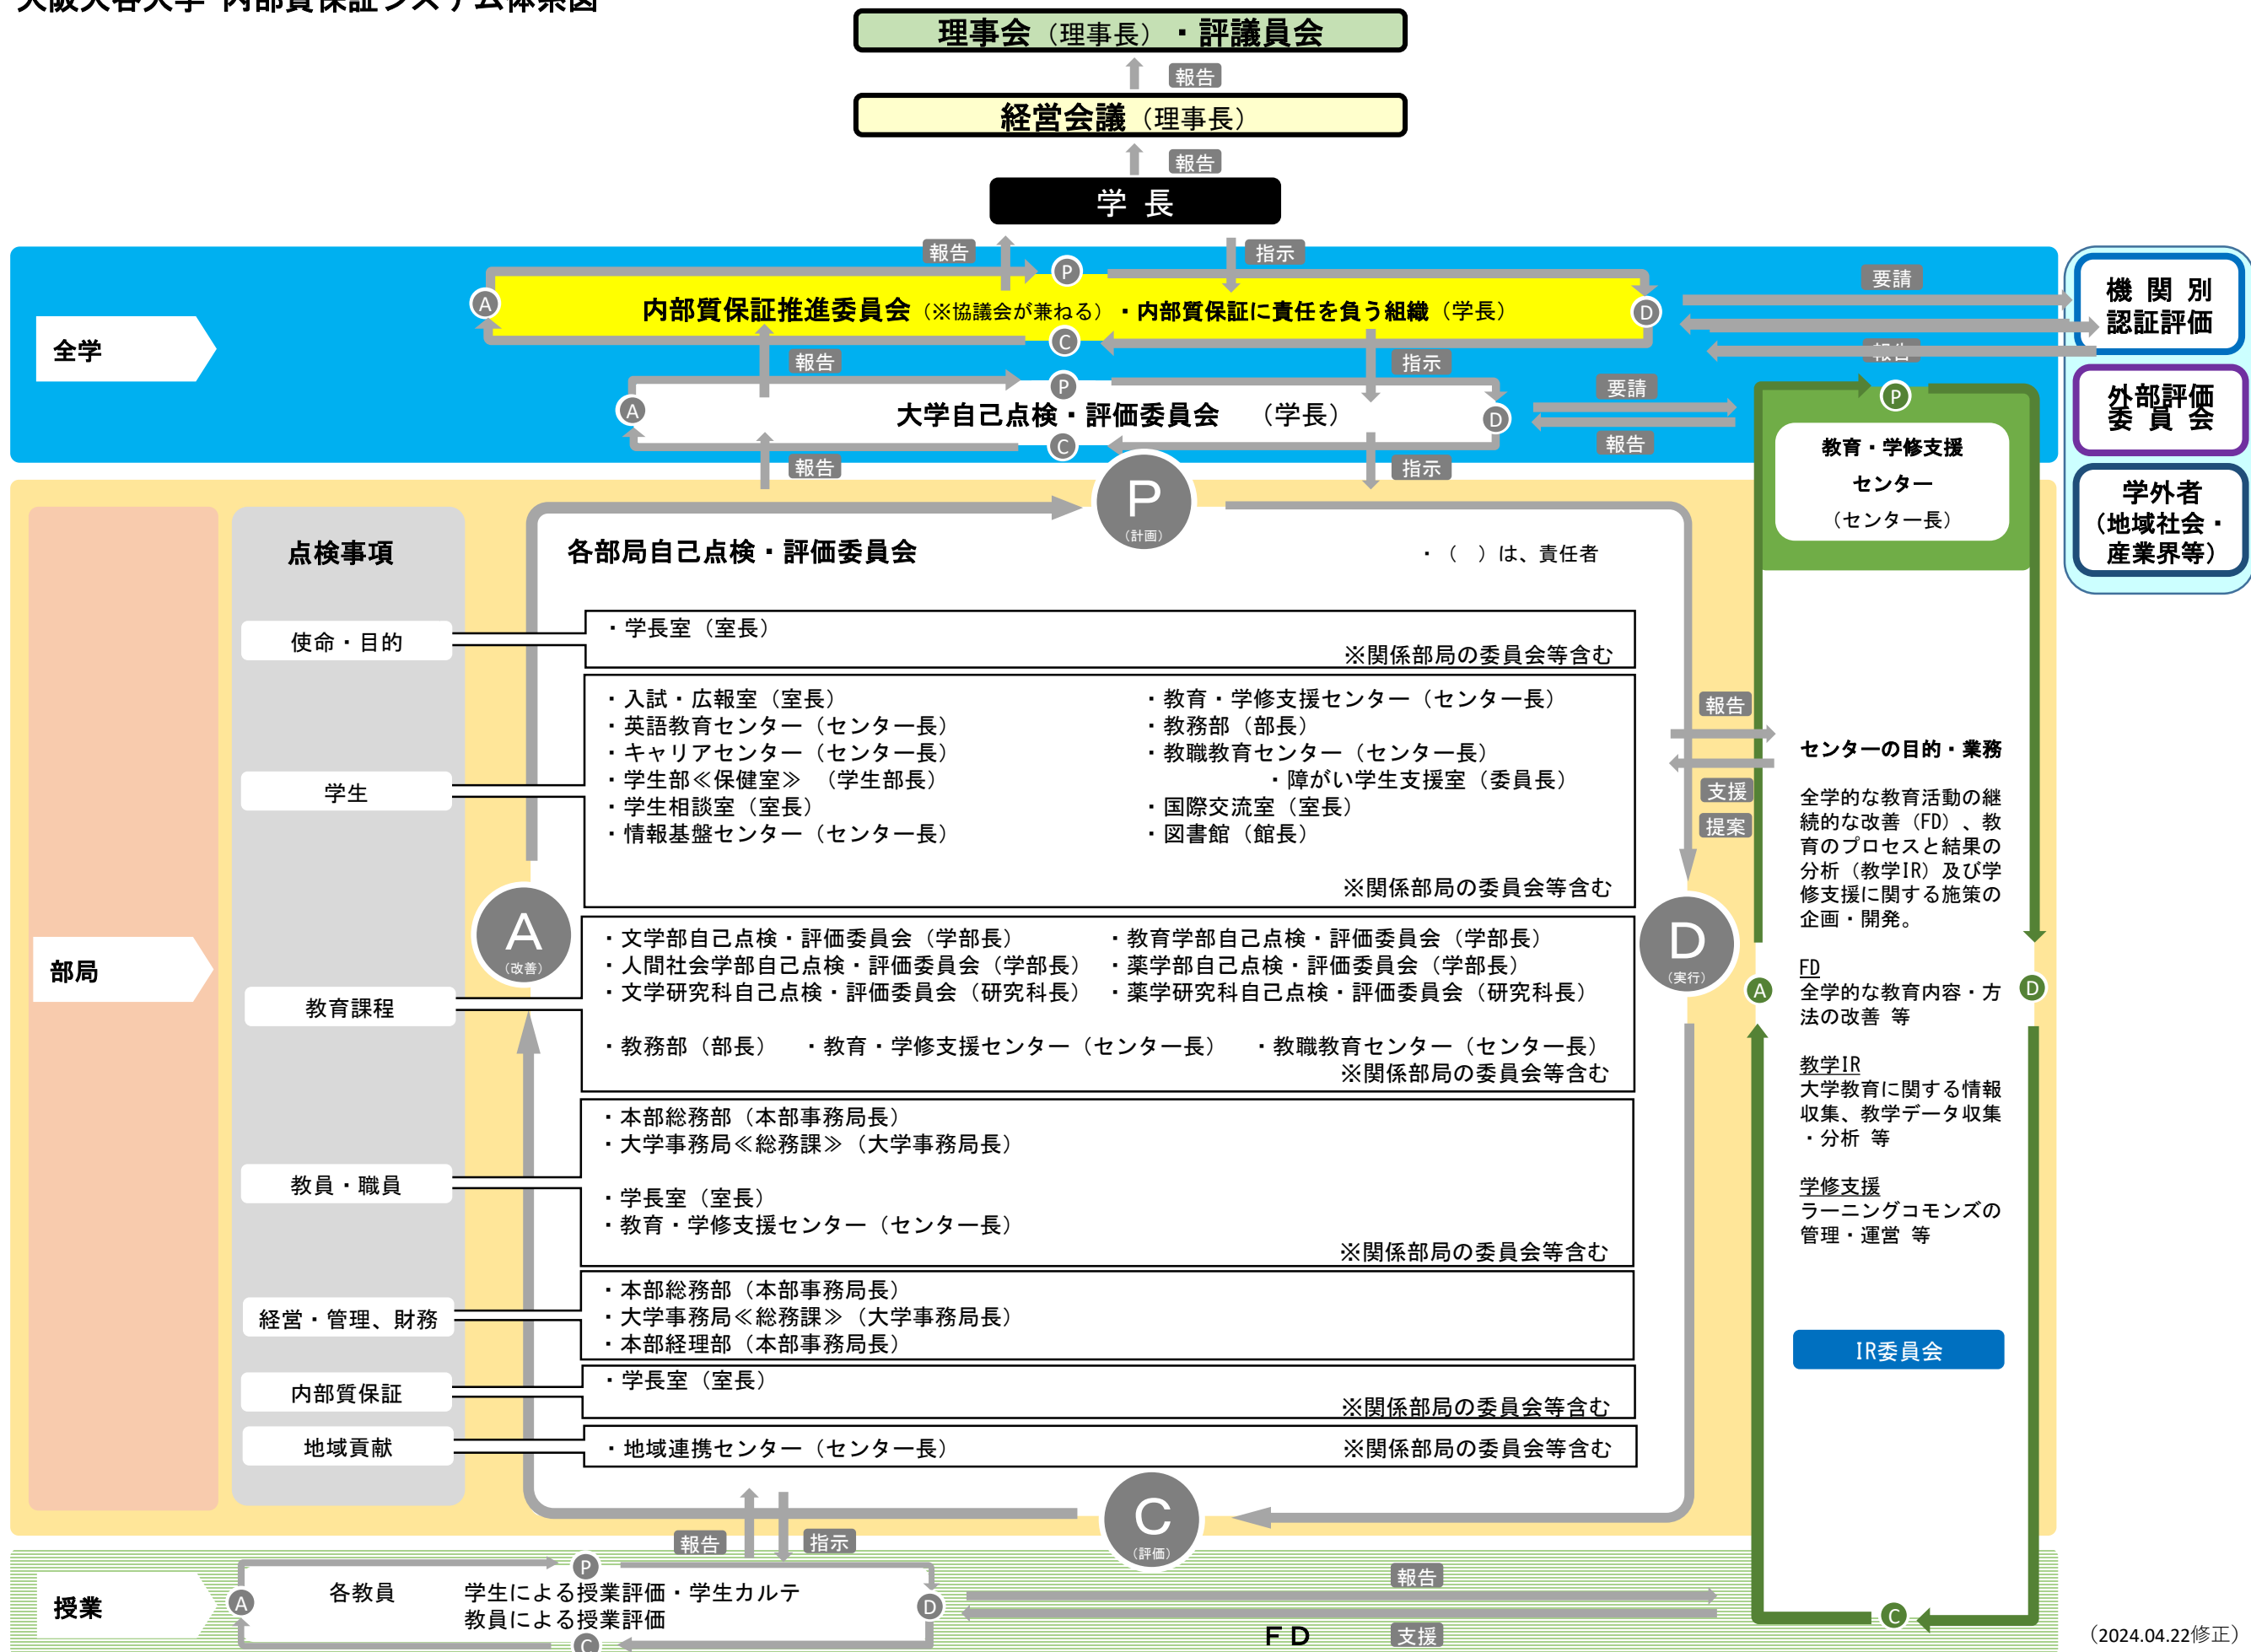 大阪大谷大学 内部質保証システム体系図
理事会（理事長）・評議員会
報告
経営会議（理事長）
報告
学 長
報告
指示
P
A
内部質保証推進委員会（※協議会が兼ねる）・内部質保証に責任を負う組織（学長）
D
C
要請
報告
機 関 別
認証評価
外部評価
委 員 会
学外者
（地域社会・
産業界等）
全学
報告
指示
P
A
大学自己点検・評価委員会 （学長）
D
C
要請
報告
報告
指示
P
教育・学修支援
センター
（センター長）
P
（計画）
点検事項
各部局自己点検・評価委員会
・（ ）は、責任者
使命・目的
・学長室（室長）
※関係部局の委員会等含む
学生
・入試・広報室（室長）
・英語教育センター（センター長）
・キャリアセンター（センター長）
・学生部≪保健室≫ （学生部長）
・学生相談室（室長）
・情報基盤センター（センター長）
・教育・学修支援センター（センター長）
・教務部（部長）
・教職教育センター（センター長）
・障がい学生支援室（委員長）
・国際交流室（室長）
・図書館（館長）
※関係部局の委員会等含む
報告
支援
提案
A
（改善）
D
（実行）
部局
教育課程
・文学部自己点検・評価委員会（学部長） ・教育学部自己点検・評価委員会（学部長）
・人間社会学部自己点検・評価委員会（学部長） ・薬学部自己点検・評価委員会（学部長）
・文学研究科自己点検・評価委員会（研究科長） ・薬学研究科自己点検・評価委員会（研究科長）
・教務部（部長） ・教育・学修支援センター（センター長） ・教職教育センター（センター長）
※関係部局の委員会等含む
教員・職員
・本部総務部（本部事務局長）
・大学事務局≪総務課≫（大学事務局長）
・学長室（室長）
・教育・学修支援センター（センター長）
※関係部局の委員会等含む
経営・管理、財務
・本部総務部（本部事務局長）
・大学事務局≪総務課≫（大学事務局長）
・本部経理部（本部事務局長）
内部質保証
・学長室（室長）
※関係部局の委員会等含む
地域貢献
・地域連携センター（センター長） ※関係部局の委員会等含む
C
（評価）
センターの目的・業務
全学的な教育活動の継
続的な改善（FD）、教
育のプロセスと結果の
分析（教学IR）及び学
修支援に関する施策の
企画・開発。
FD
全学的な教育内容・方
法の改善 等
教学IR
大学教育に関する情報
収集、教学データ収集
・分析 等
学修支援
ラーニングコモンズの
管理・運営 等
IR委員会
A
D
C
報告
指示
授業
P
A
各教員
学生による授業評価・学生カルテ
教員による授業評価
D
C
報告
ＦＤ
支援
（2024.04.22修正）